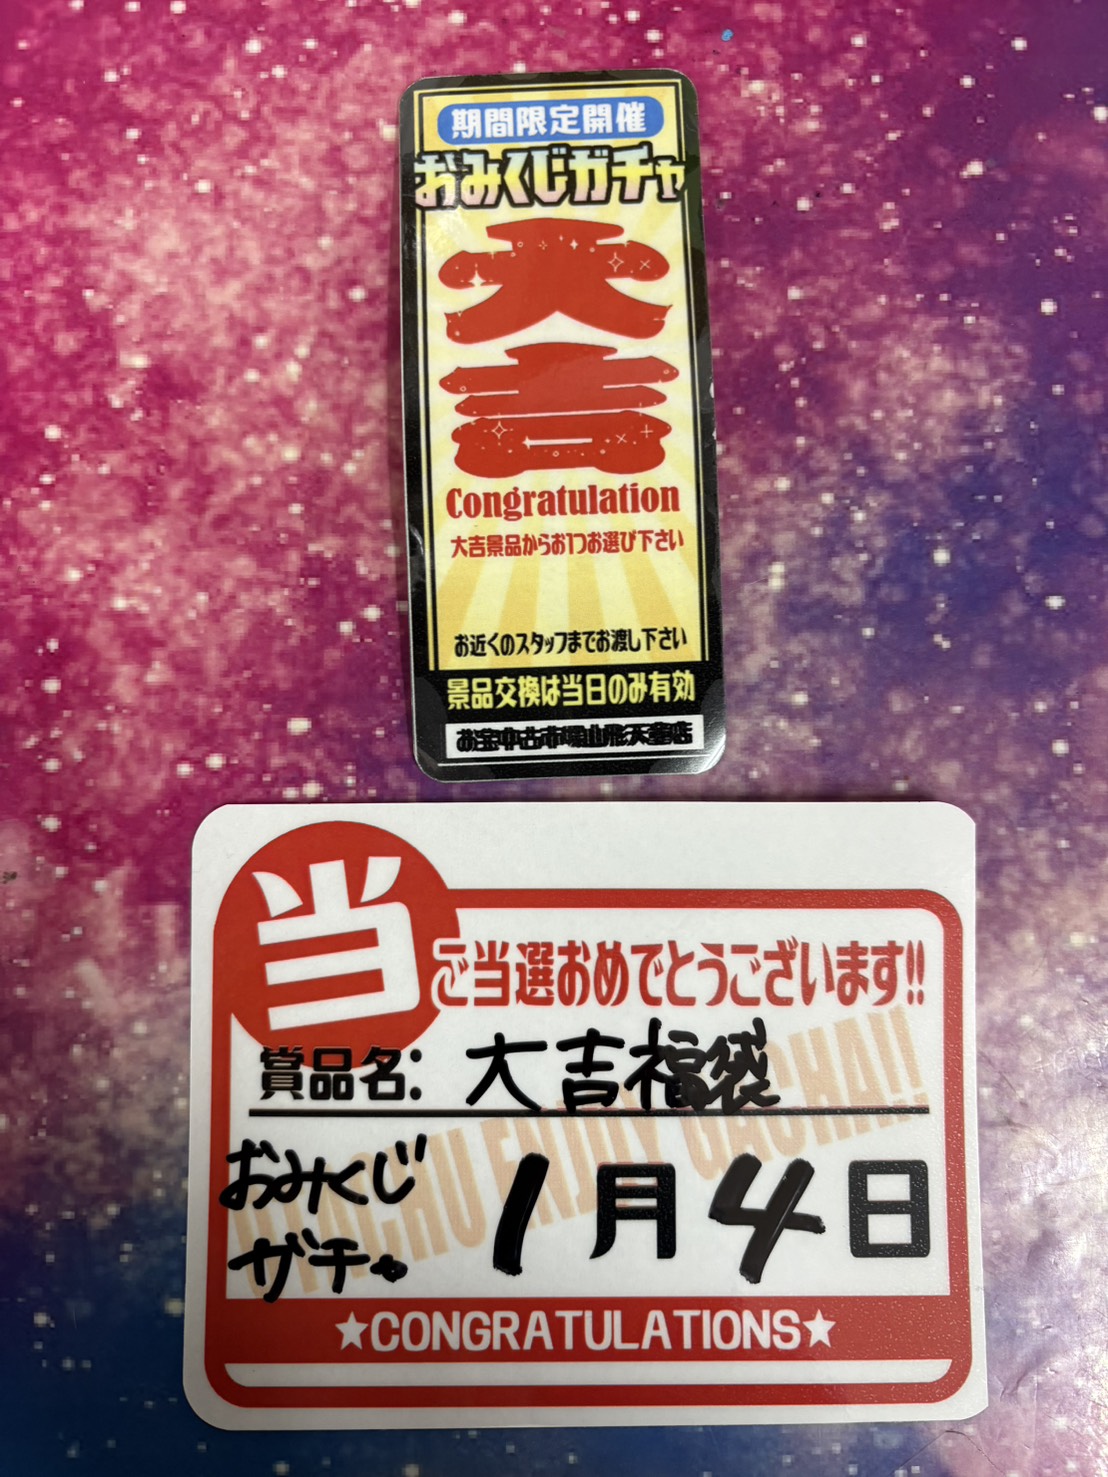 期間限定開催
おみくじガチャ
大吉
Congratulation
大吉景品からお1つお選び下さい
お近くのスタッフまでお渡し下さい
景品交換は当日のみ有効
お宝中古市場山形天童店
当
ご当選おめでとうございます!!
賞品名: 大吉福袋
おみくじ
ガチャ
1月4日
ENJOY GACHA!!
★CONGRATULATIONS★